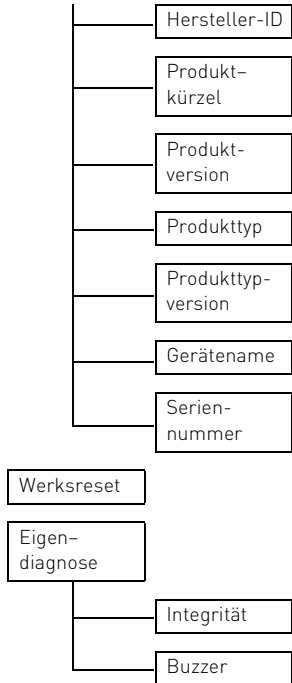 Hersteller-ID
Produkt–
kürzel
Produkt-
version
Produkttyp
Produkttyp-
version
Gerätename
Serien-
nummer
Werksreset
Eigen–
diagnose
Integrität
Buzzer